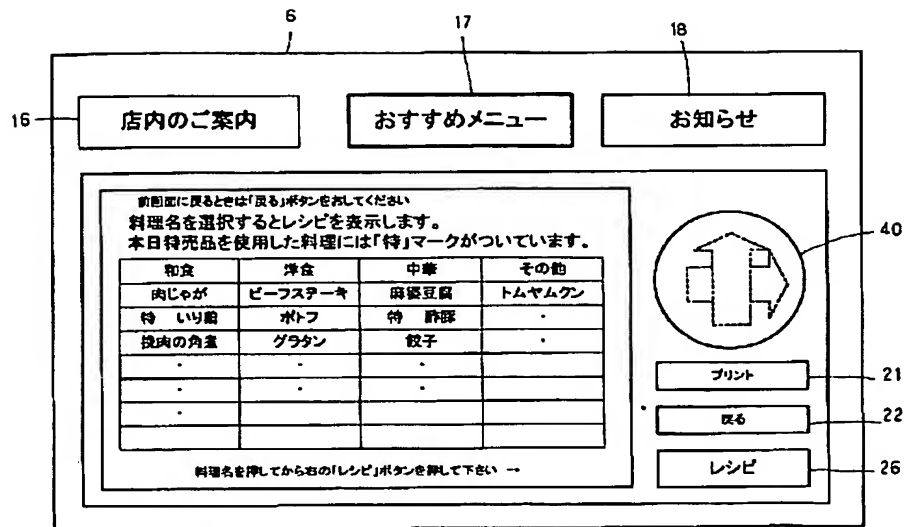 6
17
18
16
店内のご案内
おすすめメニュー
お知らせ
前画面に戻るときは「戻る」ボタンをおしてください
料理名を選択するとレシピを表示します。
本日特売品を使用した料理には「特」マークがついています。
和食 洋食 中華 その他
肉じゃが ビーフステーキ 麻婆豆腐 トムヤムクン
特 いり鶏 ポトフ 特 酢豚 ・
の角煮 グラタン 餃子 ・
・ ・ ・
・ ・ ・
・
料理名を押してから右の「レシピ」ボタンを押して下さい →
40
プリント 21
戻る 22
レシピ 26